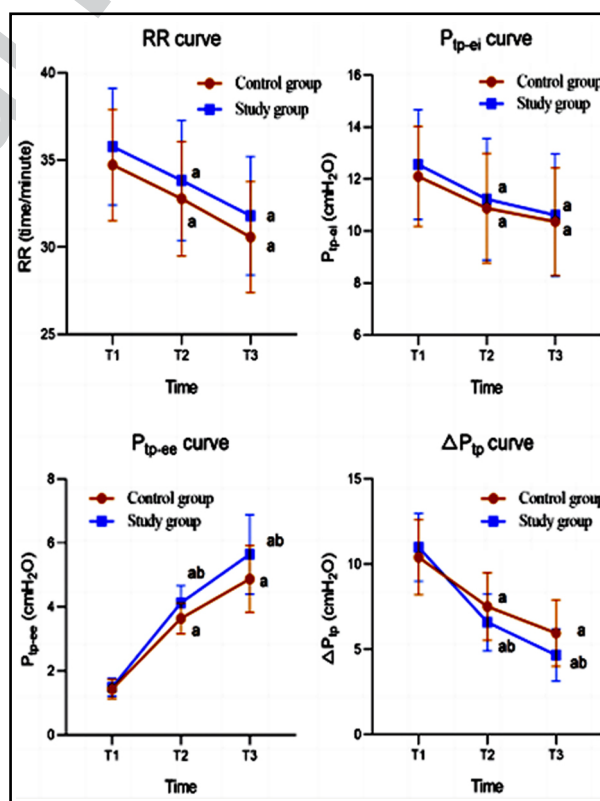 RR curve
Control group
Study group
40
35
30
25
RR (time/minute)
a
a
a
a
T1
T2
T3
Time
Ptp-ei curve
Control group
Study group
16
14
12
10
8
6
Ptp-ei (cmH2O)
a
a
a
a
T1
T2
T3
Time
Ptp-ee curve
Control group
Study group
8
6
4
2
0
Ptp-ee (cmH2O)
ab
a
ab
a
T1
T2
T3
Time
△Ptp curve
Control group
Study group
15
10
5
0
△Ptp (cmH2O)
a
ab
a
ab
T1
T2
T3
Time